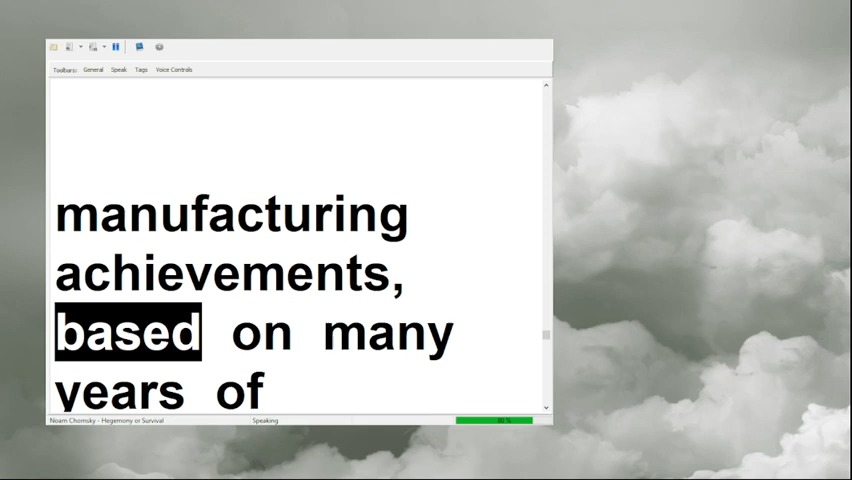 Toolbars: General Speak Tags Voice Controls
manufacturing
achievements,
based on many
years of
Noam Chomsky - Hegemony or Survival Speaking 80 %